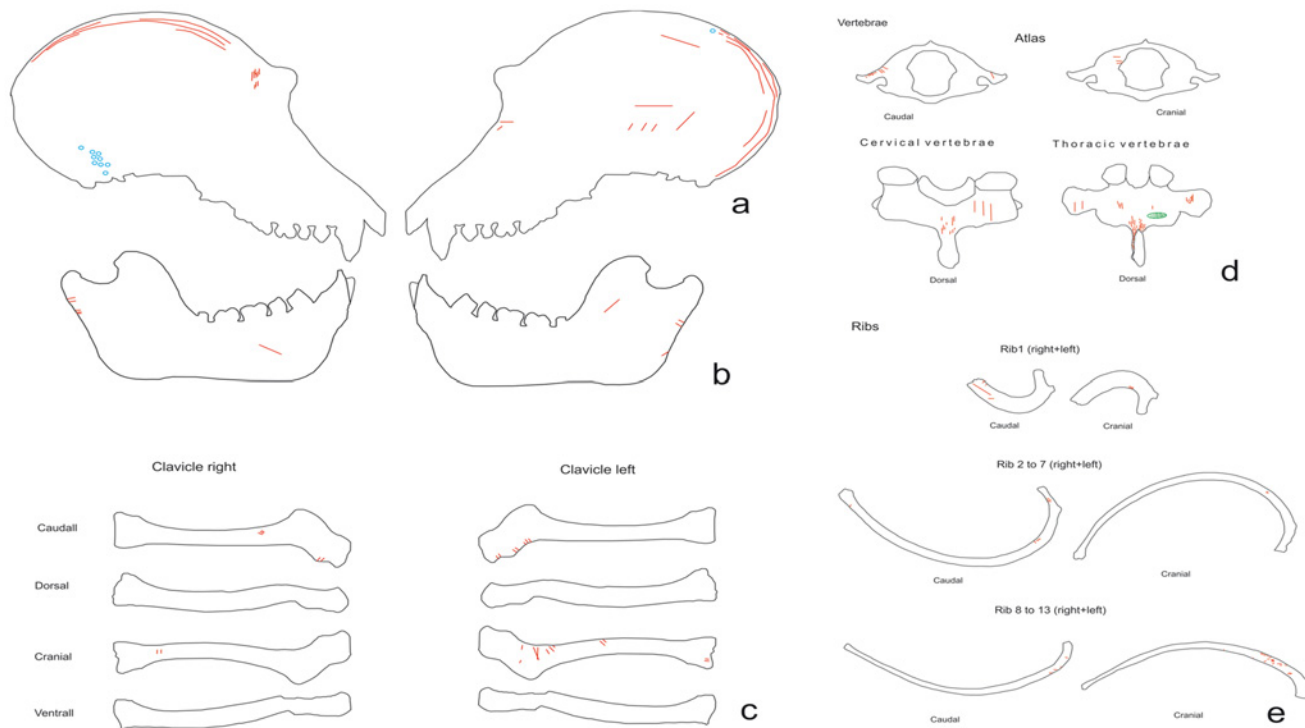 a
b
Clavicle right
Clavicle left
Caudall
Dorsal
Cranial
Ventrall
c
Vertebrae
Atlas
Caudal
Cranial
Cervical vertebrae
Thoracic vertebrae
Dorsal
Dorsal
d
Ribs
Rib1 (right+left)
Caudal
Cranial
Rib 2 to 7 (right+left)
Caudal
Cranial
Rib 8 to 13 (right+left)
Caudal
Cranial
e